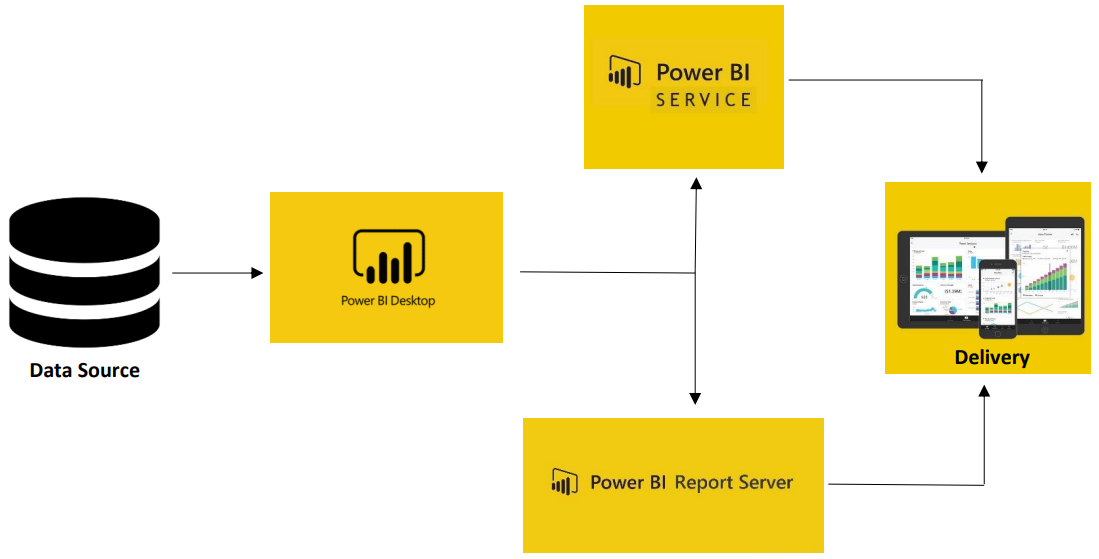 Power BI
SERVICE
Power BI Desktop
Data Source
Delivery
Power BI Report Server